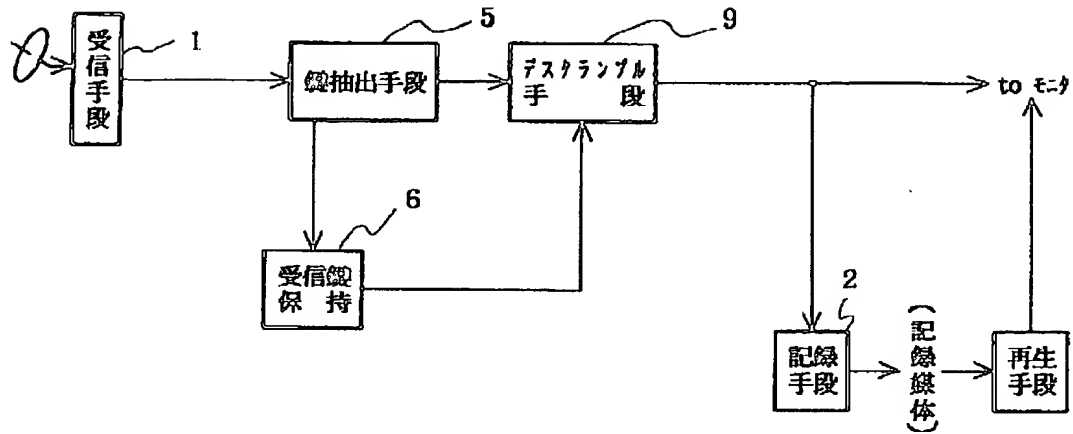 受信手段
1
5
鍵抽出手段
9
デスクランブル
手段
to モニタ
6
受信鍵
保持
2
記録
手段
(記録媒体)
再生
手段